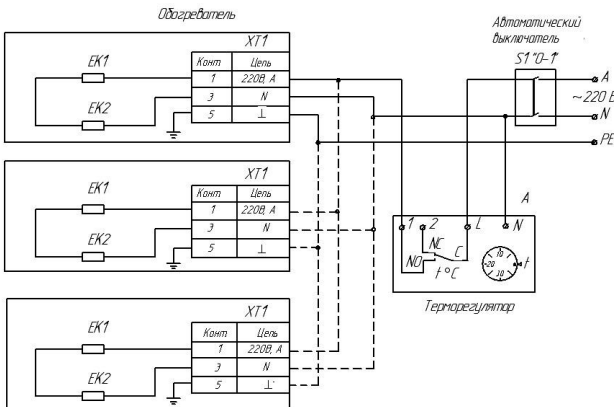 Обогреватель
XT1
Конт Цепь
1 220В, А
3 N
5 ⊥
EK1
EK2
XT1
Конт Цепь
1 220В, А
3 N
5 ⊥
EK1
EK2
XT1
Конт Цепь
1 220В, А
3 N
5 ⊥
EK1
EK2
Автоматический
выключатель
S1 "0-1"
A
~220 В
N
PE
A
1 2 L N
NC
C
NO
t°C
10
20
30
t
Терморегулятор